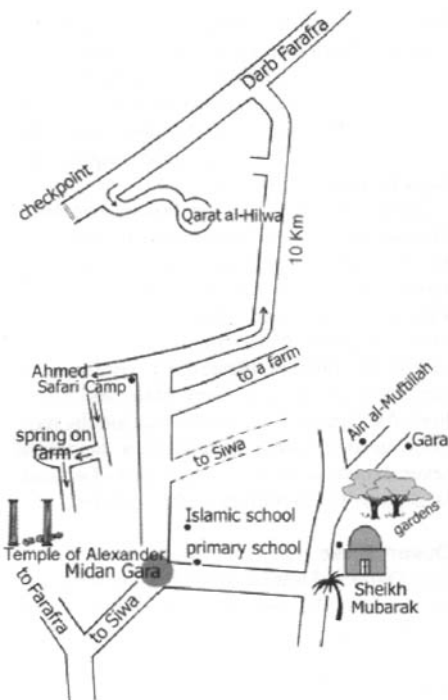 Darb Farafra
checkpoint
Qarat al-Hilwa
10 Km
Ahmed
Safari Camp
to a farm
Ain al-Muftillah
Gara
spring on
farm
to Siwa
gardens
Islamic school
primary school
Temple of Alexander
Midan Gara
Sheikh
Mubarak
to Farafra
to Siwa